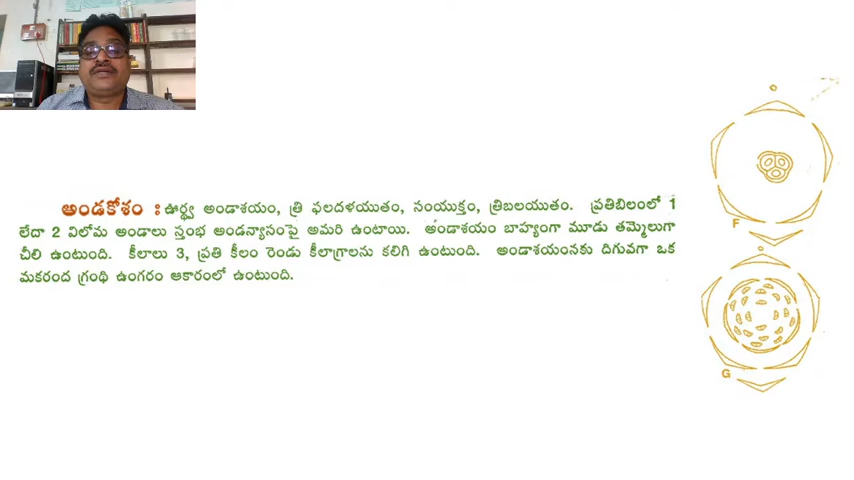 అండకోశం : ఊర్ధ్వ అండాశయం, త్రి ఫలదళయుతం, సంయుక్తం, త్రిబలయుతం. ప్రతిబిలంలో 1
లేదా 2 విలోమ అండాలు స్తంభ అండన్యాసంపై అమరి ఉంటాయి. అండాశయం బాహ్యంగా మూడు తమ్మెలుగా
చీలి ఉంటుంది. కీలాలు 3, ప్రతి కీలం రెండు కీలాగ్రాలను కలిగి ఉంటుంది. అండాశయంనకు దిగువగా ఒక
మకరంద గ్రంథి ఉంగరం ఆకారంలో ఉంటుంది.
F
G